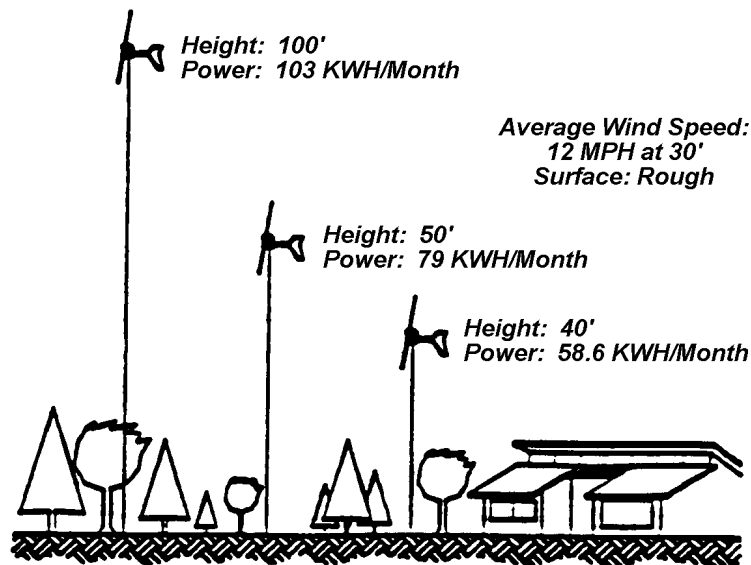 Height: 100'
Power: 103 KWH/Month
Average Wind Speed:
12 MPH at 30'
Surface: Rough
Height: 50'
Power: 79 KWH/Month
Height: 40'
Power: 58.6 KWH/Month